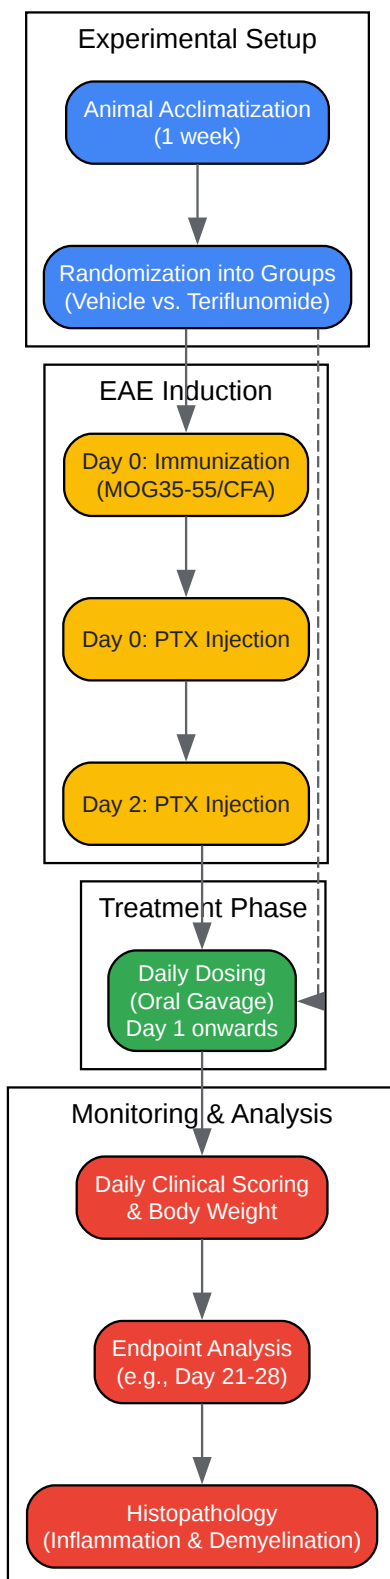 Experimental Setup
Animal Acclimatization
(1 week)
Randomization into Groups
(Vehicle vs. Teriflunomide)
EAE Induction
Day 0: Immunization
(MOG35-55/CFA)
Day 0: PTX Injection
Day 2: PTX Injection
Treatment Phase
Daily Dosing
(Oral Gavage)
Day 1 onwards
Monitoring & Analysis
Daily Clinical Scoring
& Body Weight
Endpoint Analysis
(e.g., Day 21-28)
Histopathology
(Inflammation & Demyelination)